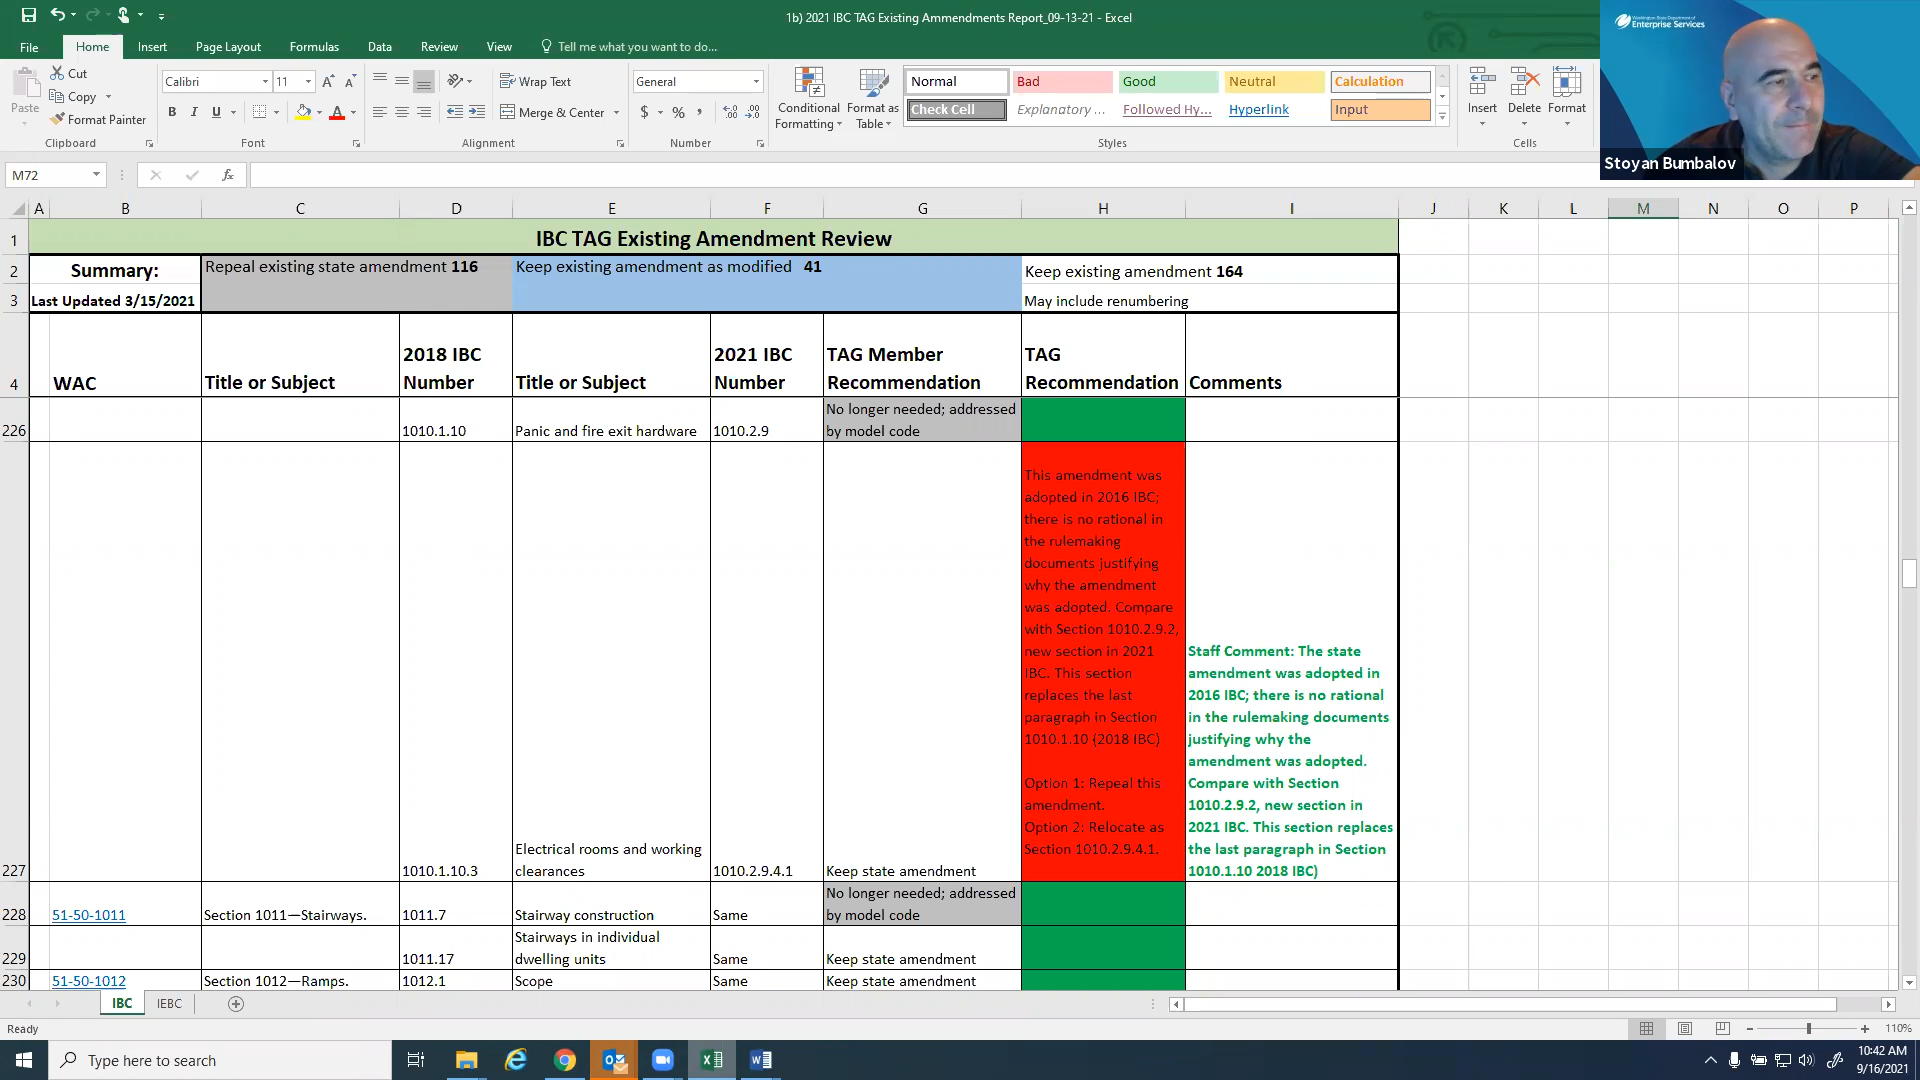 1b) 2021 IBC TAG Existing Ammendments Report_09-13-21 - Excel
Washington State Department of
Enterprise Services
Stoyan Bumbalov
File Home Insert Page Layout Formulas Data Review View Tell me what you want to do...
Paste
Cut
Copy
Format Painter
Clipboard
Calibri 11
B I U
Font
Wrap Text
Merge & Center
Alignment
General
$ %
Number
Conditional
Formatting
Format as
Table
Normal Bad Good Neutral Calculation
Check Cell Explanatory ... Followed Hy... Hyperlink Input
Styles
Insert Delete Format
Cells
M72 fx
A B C D E F G H I J K L M N O P
1 IBC TAG Existing Amendment Review
2 Summary: Repeal existing state amendment 116 Keep existing amendment as modified 41 Keep existing amendment 164
3 Last Updated 3/15/2021 May include renumbering
4 WAC
Title or Subject
2018 IBC
Number
Title or Subject
2021 IBC
Number
TAG Member
Recommendation
TAG
Recommendation
Comments
226
1010.1.10
Panic and fire exit hardware
1010.2.9
No longer needed; addressed
by model code
227
1010.1.10.3
Electrical rooms and working
clearances
1010.2.9.4.1
Keep state amendment
This amendment was
adopted in 2016 IBC;
there is no rational in
the rulemaking
documents justifying
why the amendment
was adopted. Compare
with Section 1010.2.9.2,
new section in 2021
IBC. This section
replaces the last
paragraph in Section
1010.1.10 (2018 IBC)
Option 1: Repeal this
amendment.
Option 2: Relocate as
Section 1010.2.9.4.1.
Staff Comment: The state
amendment was adopted in
2016 IBC; there is no rational
in the rulemaking documents
justifying why the
amendment was adopted.
Compare with Section
1010.2.9.2, new section in
2021 IBC. This section replaces
the last paragraph in Section
1010.1.10 2018 IBC)
228
51-50-1011
Section 1011—Stairways.
1011.7
Stairway construction
Same
No longer needed; addressed
by model code
229
1011.17
Stairways in individual
dwelling units
Same
Keep state amendment
230
51-50-1012
Section 1012—Ramps.
1012.1
Scope
Same
Keep state amendment
IBC IEBC
Ready
110%
Type here to search
10:42 AM
9/16/2021